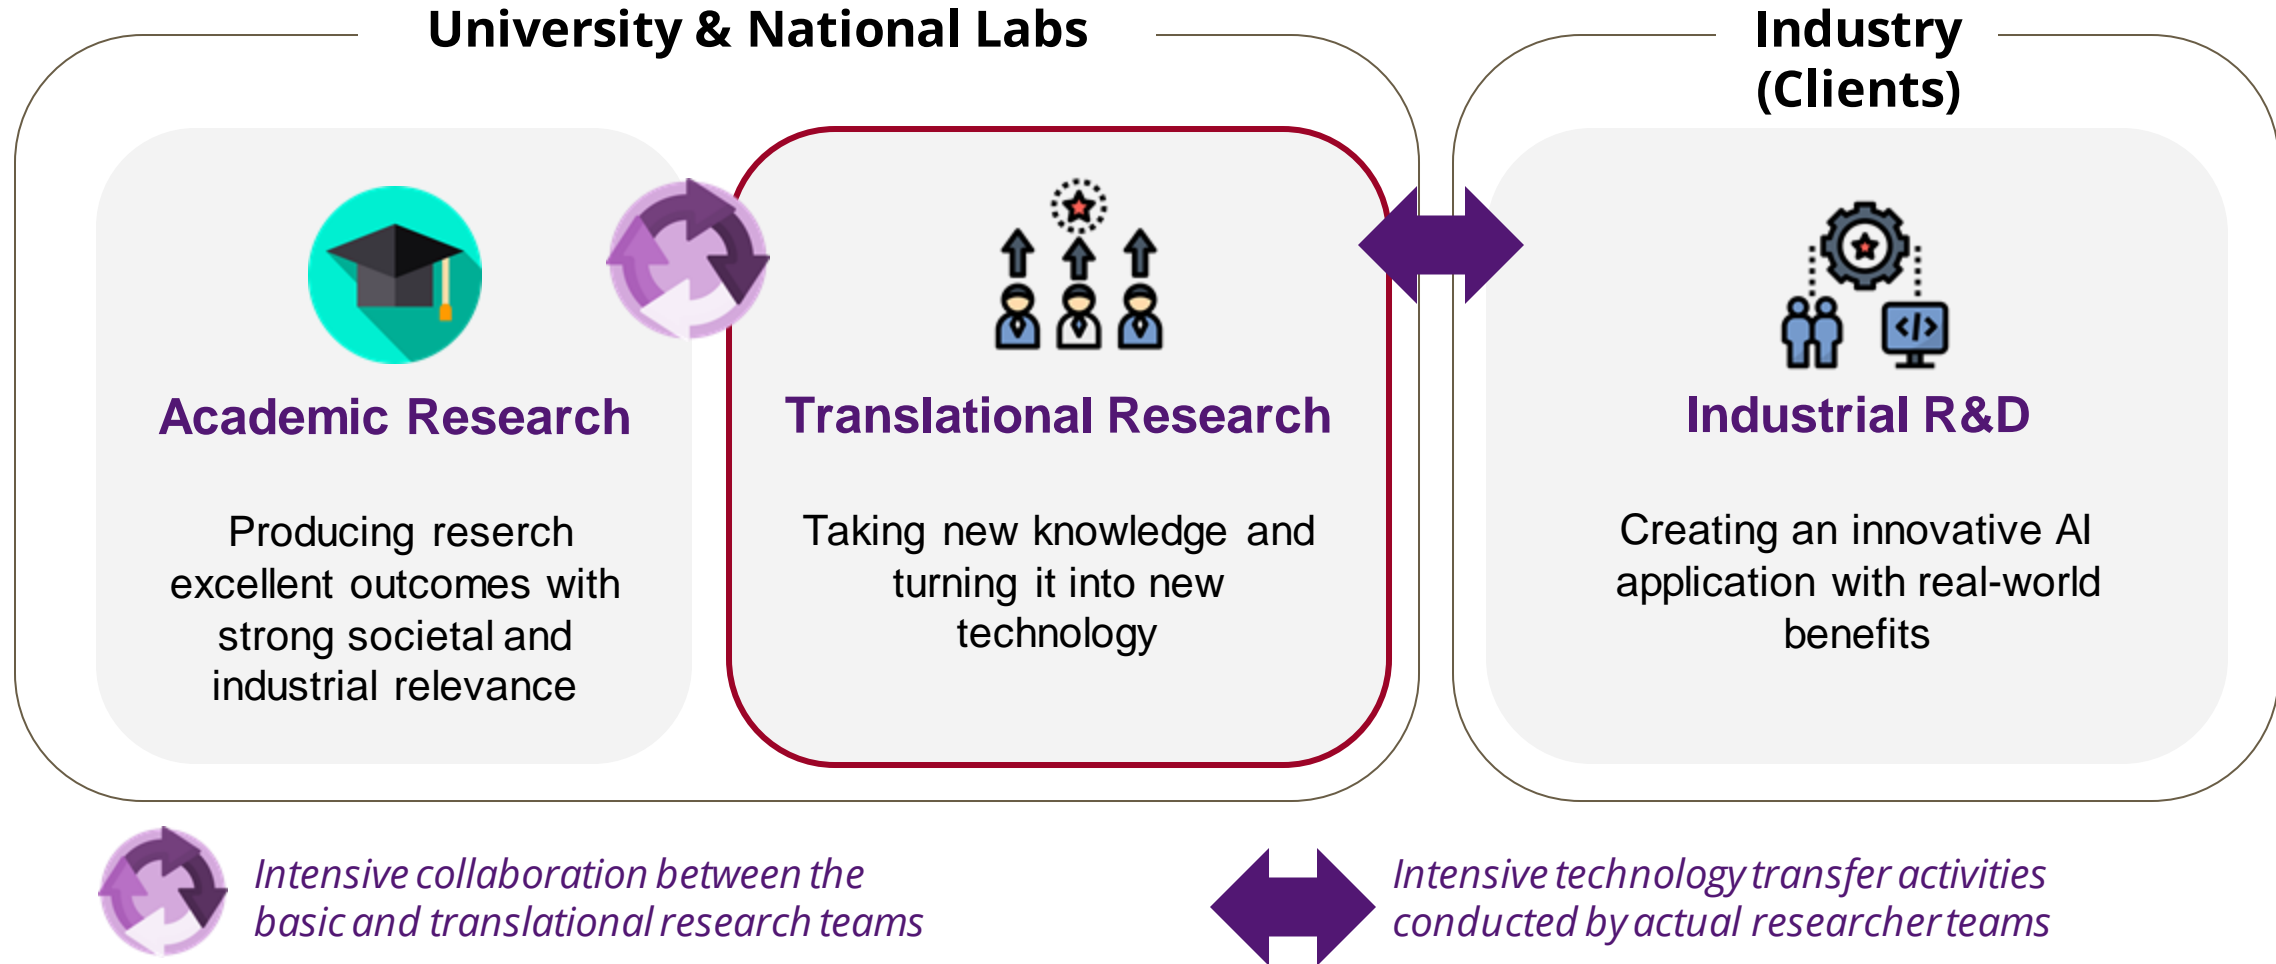 University & National Labs
Industry
(Clients)
Academic Research
Producing reserch
excellent outcomes with
strong societal and
industrial relevance
Translational Research
Taking new knowledge and
turning it into new
technology
</>
Industrial R&D
Creating an innovative AI
application with real-world
benefits
Intensive collaboration between the
basic and translational research teams
Intensive technology transfer activities
conducted by actual researcher teams